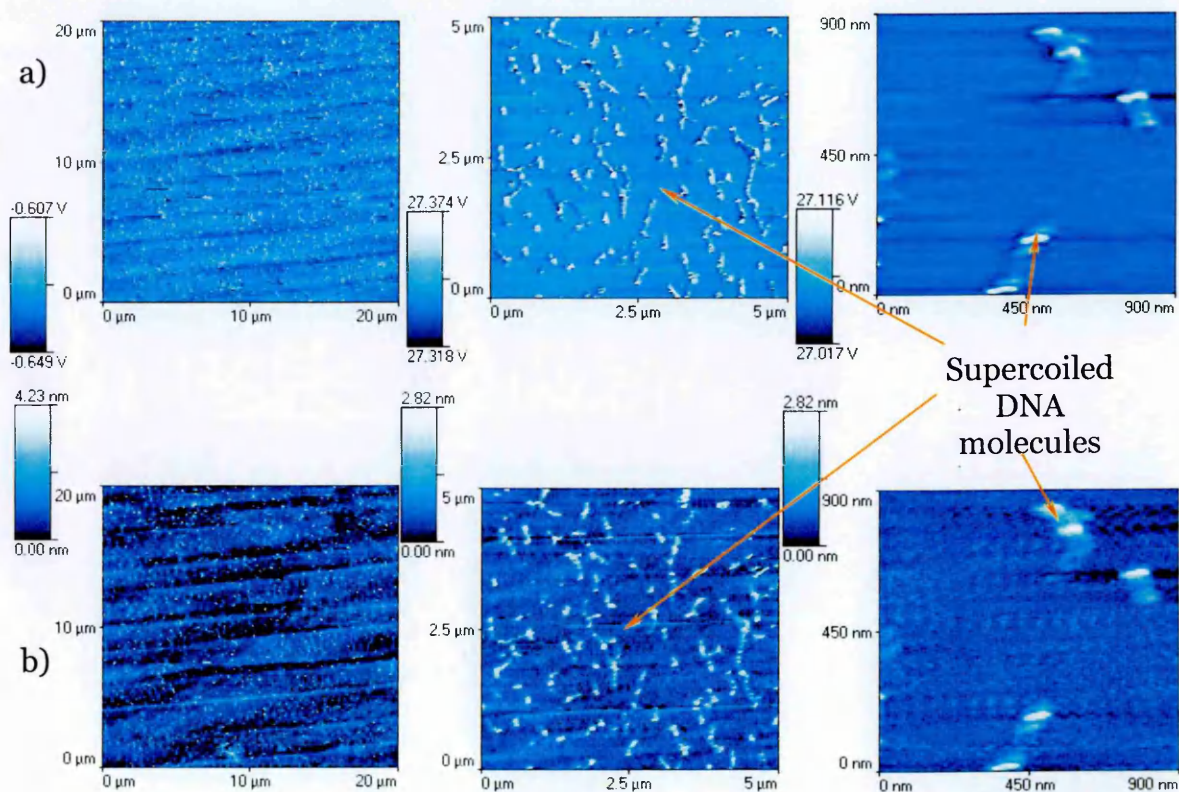 a)
20 µm
10 µm
0 µm
0 µm
10 µm
20 µm
-0.607 V
-0.649 V
5 µm
2.5 µm
0 µm
0 µm
2.5 µm
5 µm
27.374 V
27.318 V
900 nm
450 nm
0 nm
0 nm
450 nm
900 nm
27.116 V
27.017 V
Supercoiled
DNA
molecules
b)
4.23 nm
0.00 nm
20 µm
10 µm
0 µm
0 µm
10 µm
20 µm
2.82 nm
0.00 nm
5 µm
2.5 µm
0 µm
0 µm
2.5 µm
5 µm
2.82 nm
0.00 nm
900 nm
450 nm
0 nm
0 nm
450 nm
900 nm